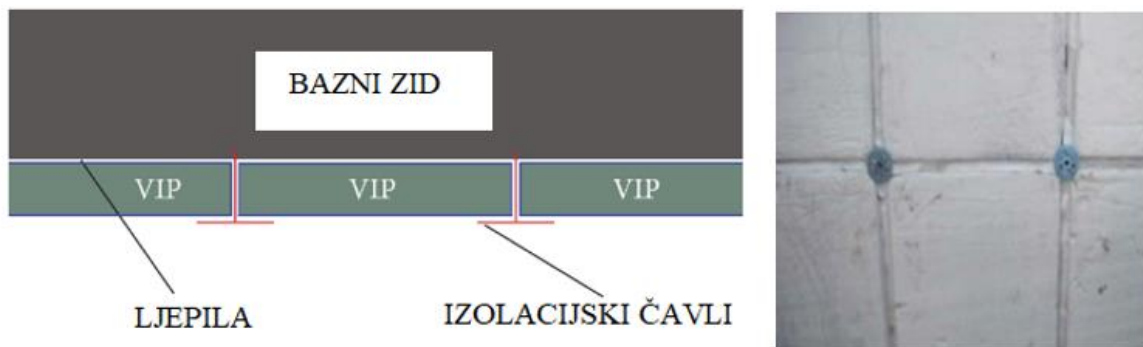 BAZNI ZID
VIP VIP VIP
LJEPILA
IZOLACIJSKI ČAVLI